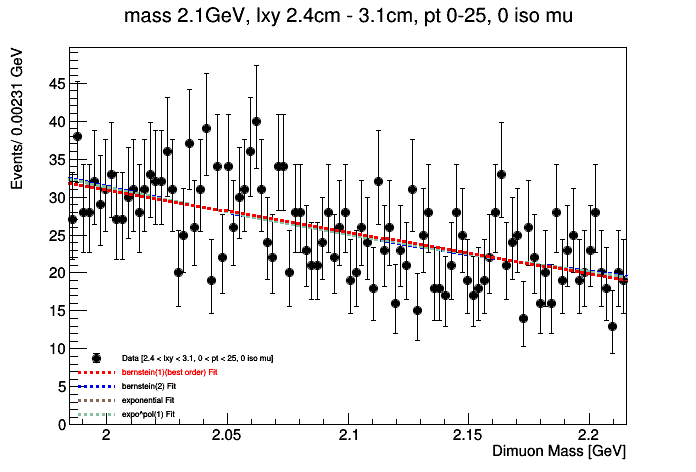 mass 2.1GeV, lxy 2.4cm - 3.1cm, pt 0-25, 0 iso mu
Events/ 0.00231 GeV
45
40
35
30
25
20
15
10
5
0
Data [2.4 < lxy < 3.1, 0 < pt < 25, 0 iso mu]
bernstein(1)(best order) Fit
bernstein(2) Fit
exponential Fit
expo^pol(1) Fit
2 2.05 2.1 2.15 2.2
Dimuon Mass [GeV]